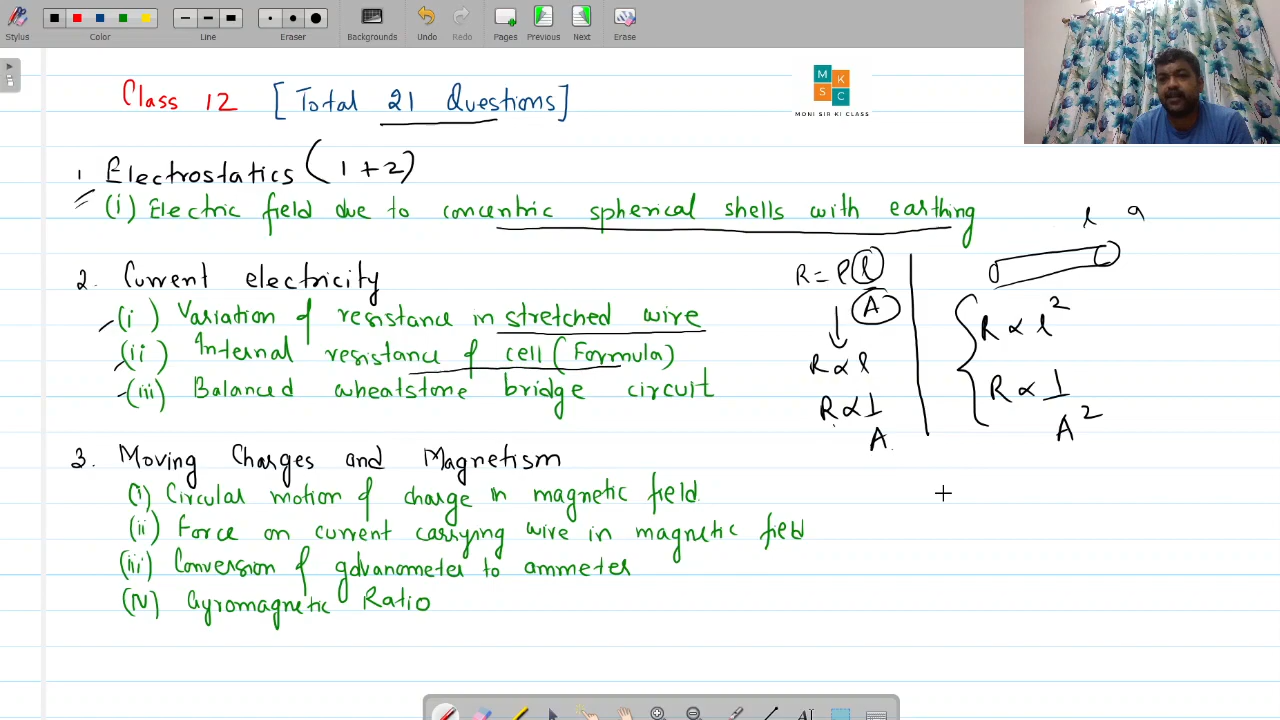 Stylus
Color
Line
Eraser
Backgrounds
Undo
Redo
Pages
Previous
Next
Erase
Class 12 [Total 21 Questions]
M K
S C
MONI SIR KI CLASS
1. Electrostatics (1+2)
(i) Electric field due to concentric spherical shells with earthing
2. Current electricity
(i) Variation of resistance in stretched wire
(ii) Internal resistance of cell (Formula)
(iii) Balanced wheatstone bridge circuit
3. Moving Charges and Magnetism
(i) Circular motion of charge in magnetic field.
(ii) Force on current carrying wire in magnetic field
(iii) Conversion of galvanometer to ammeter
(iv) Gyromagnetic Ratio
R = ρ l
A
R ∝ l
R ∝ 1
A
l a
R ∝ l²
R ∝ 1
A²